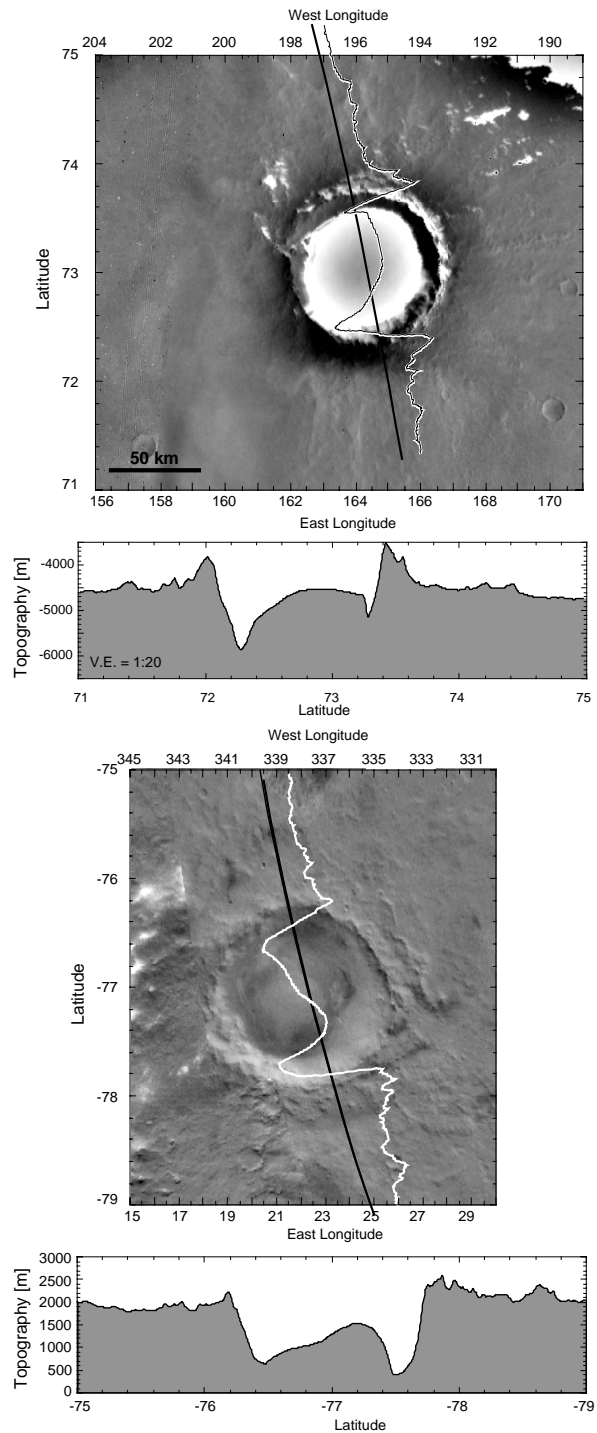 West Longitude
204 202 200 198 196 194 192 190
75
74
73
72
71
Latitude
50 km
156 158 160 162 164 166 168 170
East Longitude
Topography [m]
-4000
-5000
-6000
V.E. = 1:20
71 72 73 74 75
Latitude
West Longitude
345 343 341 339 337 335 333 331
-75
-76
-77
-78
-79
Latitude
15 17 19 21 23 25 27 29
East Longitude
Topography [m]
3000
2500
2000
1500
1000
500
0
-75 -76 -77 -78 -79
Latitude